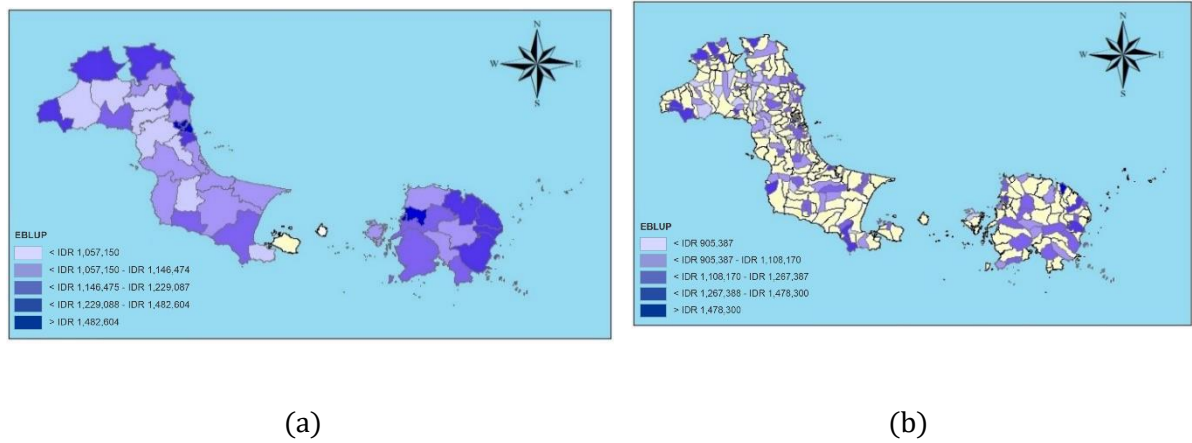 N
W E
S
EBLUP
< IDR 1,057,150
< IDR 1,057,150 - IDR 1,146,474
< IDR 1,146,475 - IDR 1,229,087
< IDR 1,229,088 - IDR 1,482,604
> IDR 1,482,604
(a)
N
W E
S
EBLUP
< IDR 905,387
< IDR 905,387 - IDR 1,108,170
< IDR 1,108,170 - IDR 1,267,387
< IDR 1,267,388 - IDR 1,478,300
> IDR 1,478,300
(b)